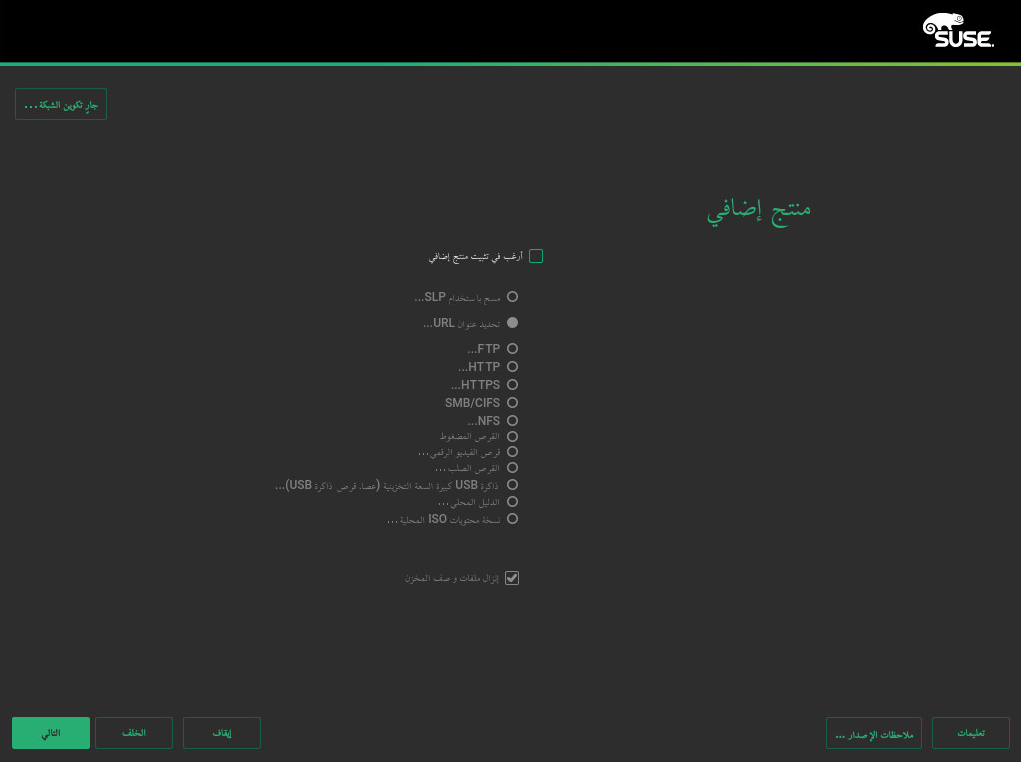 SUSE
جارٍ تكوين الشبكة...
منتج إضافي
أرغب في تثبيت منتج إضافي
مسح باستخدام SLP...
تحديد عنوان URL...
FTP...
HTTP...
HTTPS...
SMB/CIFS
NFS...
القرص المضغوط
قرص الفيديو الرقمي...
القرص الصلب...
ذاكرة USB كبيرة السعة التخزينية (عصا، قرص ذاكرة USB)...
الدليل المحلي...
نسخة محتويات ISO المحلية...
إنزال ملفات وصف المخزن
تعليمات
ملاحظات الإصدار ...
إيقاف
الخلف
التالي